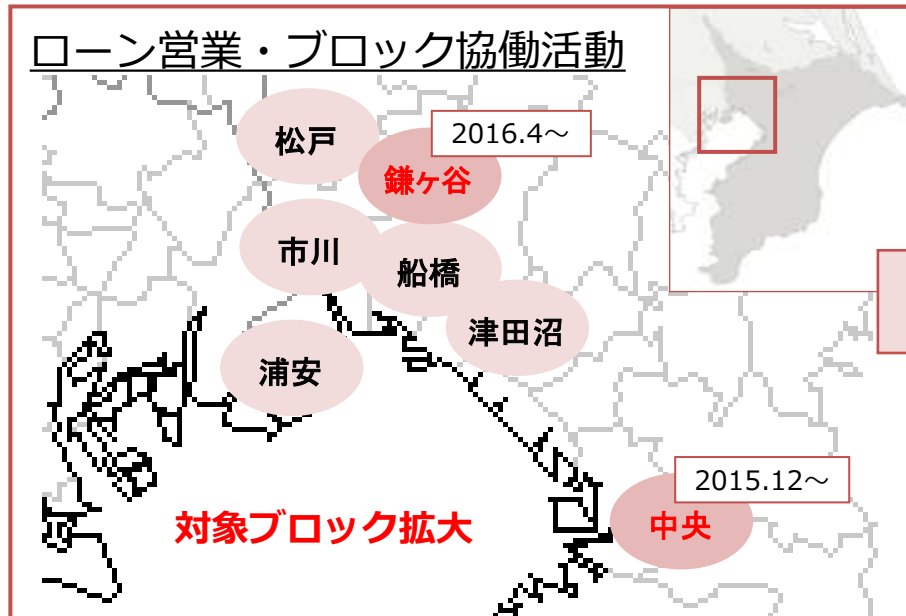 ローン営業・ブロック協働活動
松戸
2016.4～
鎌ヶ谷
市川
船橋
津田沼
浦安
2015.12～
対象ブロック拡大
中央